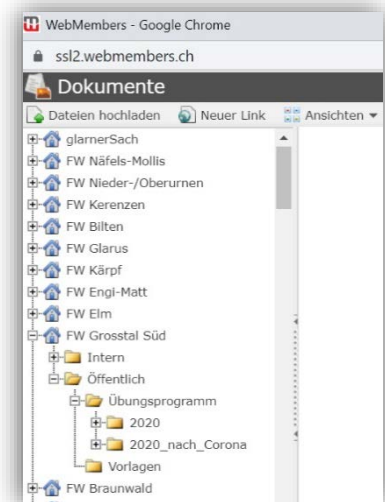 WebMembers - Google Chrome
ssl2.webmembers.ch
Dokumente
Dateien hochladen Neuer Link Ansichten
glarnerSach
FW Näfels-Mollis
FW Nieder-/Oberurnen
FW Kerenzen
FW Bilten
FW Glarus
FW Kärpf
FW Engi-Matt
FW Elm
FW Grosstal Süd
Intern
Öffentlich
Übungsprogramm
2020
2020_nach_Corona
Vorlagen
FW Braunwald